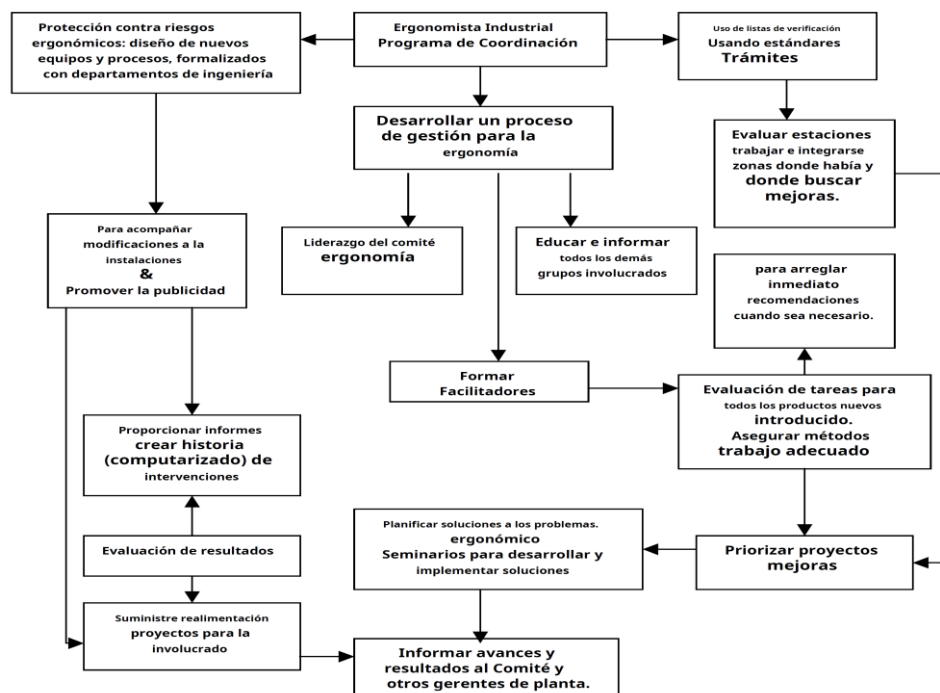 Protección contra riesgos
ergonómicos: diseño de nuevos
equipos y procesos, formalizados
con departamentos de ingeniería
Ergonomista Industrial
Programa de Coordinación
Uso de listas de verificación
Usando estándares
Trámites
Desarrollar un proceso
de gestión para la
ergonomía
Evaluar estaciones
trabajar e integrarse
zonas donde había y
donde buscar
mejoras.
Para acompañar
modificaciones a la
instalaciones
&
Promover la publicidad
Liderazgo del comité
ergonomía
Educar e informar
todos los demás
grupos involucrados
para arreglar
inmediato
recomendaciones
cuando sea necesario.
Formar
Facilitadores
Evaluación de tareas para
todos los productos nuevos
introducido.
Asegurar métodos
trabajo adecuado
Proporcionar informes
crear historia
(computarizado) de
intervenciones
Evaluación de resultados
Planificar soluciones a los problemas.
ergonómico
Seminarios para desarrollar y
implementar soluciones
Priorizar proyectos
mejoras
Suministre realimentación
proyectos para la
involucrado
Informar avances y
resultados al Comité y
otros gerentes de planta.